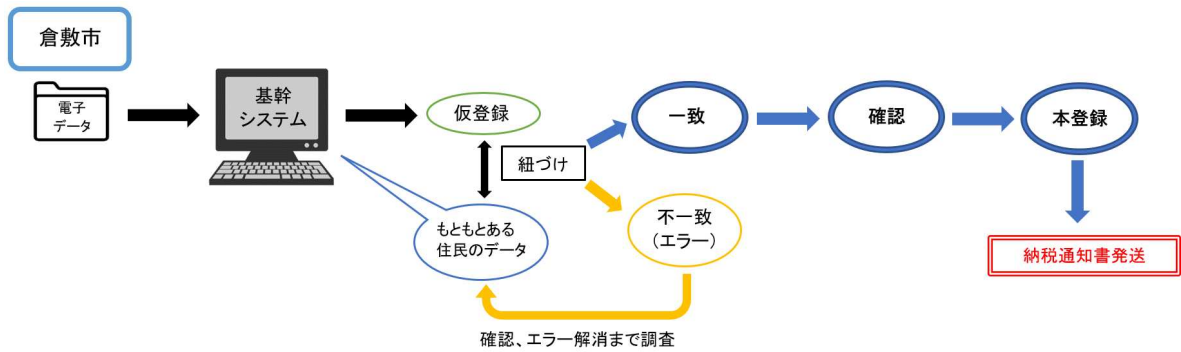 倉敷市
電子
データ
基幹
システム
仮登録
紐づけ
もともとある
住民のデータ
一致
不一致
（エラー）
確認
本登録
納税通知書発送
確認、エラー解消まで調査